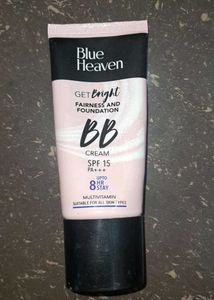 Blue
Heaven
GET Bright
FAIRNESS AND
FOUNDATION
BB
CREAM
SPF 15
PA+++
UPTO
8 HR
STAY
MULTIVITAMIN
SUITABLE FOR ALL SKIN TYPES